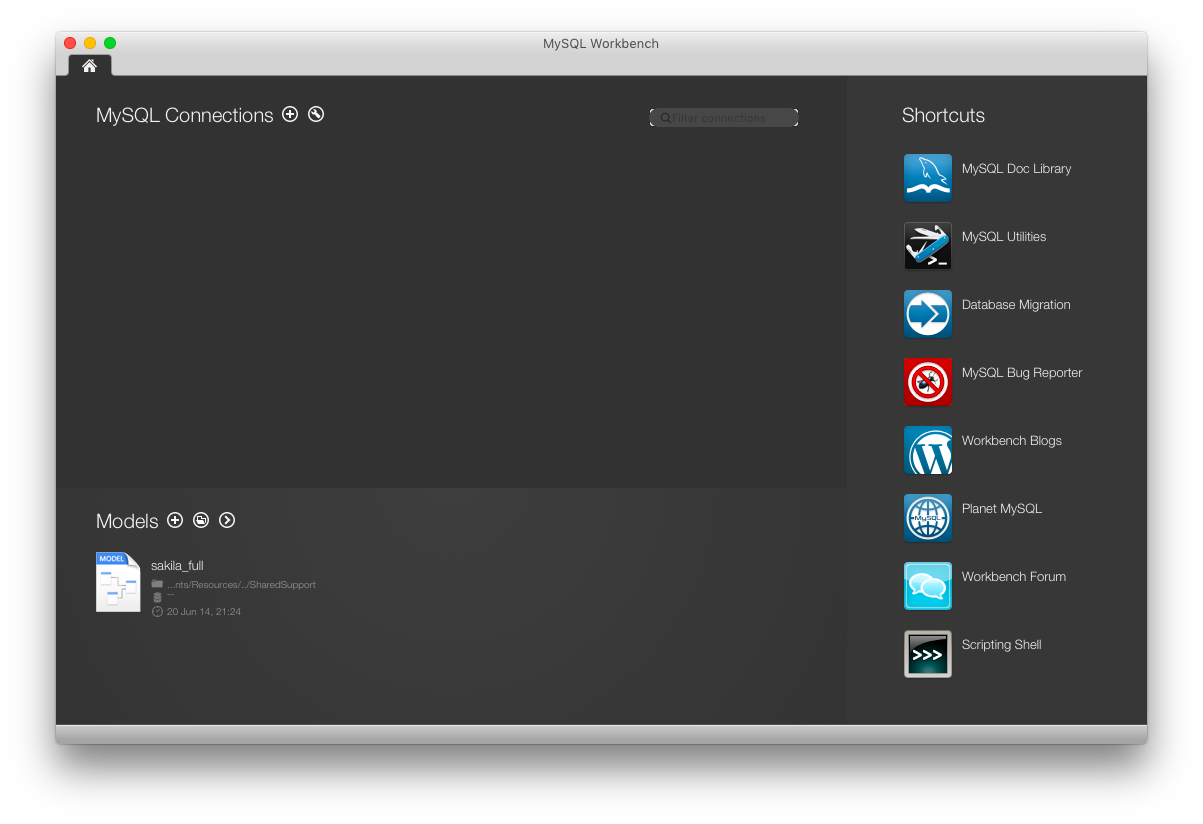 MySQL Workbench
MySQL Connections
Filter connections
Shortcuts
MySQL Doc Library
MySQL Utilities
>_
Database Migration
MySQL Bug Reporter
Workbench Blogs
W
Planet MySQL
MySQL
Workbench Forum
Scripting Shell
>>>
Models
MODEL
sakila_full
...nts/Resources/../SharedSupport
--
20 Jun 14, 21:24